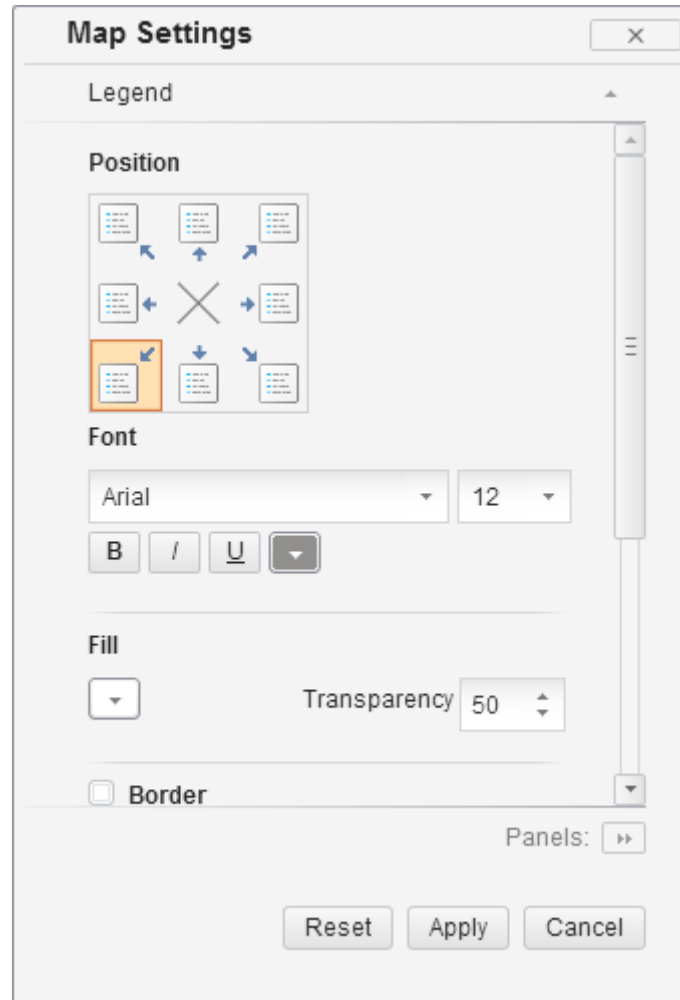 Map Settings
Legend
Position
Font
Arial 12
B I U
Fill
Transparency 50
Border
Panels:
Reset Apply Cancel